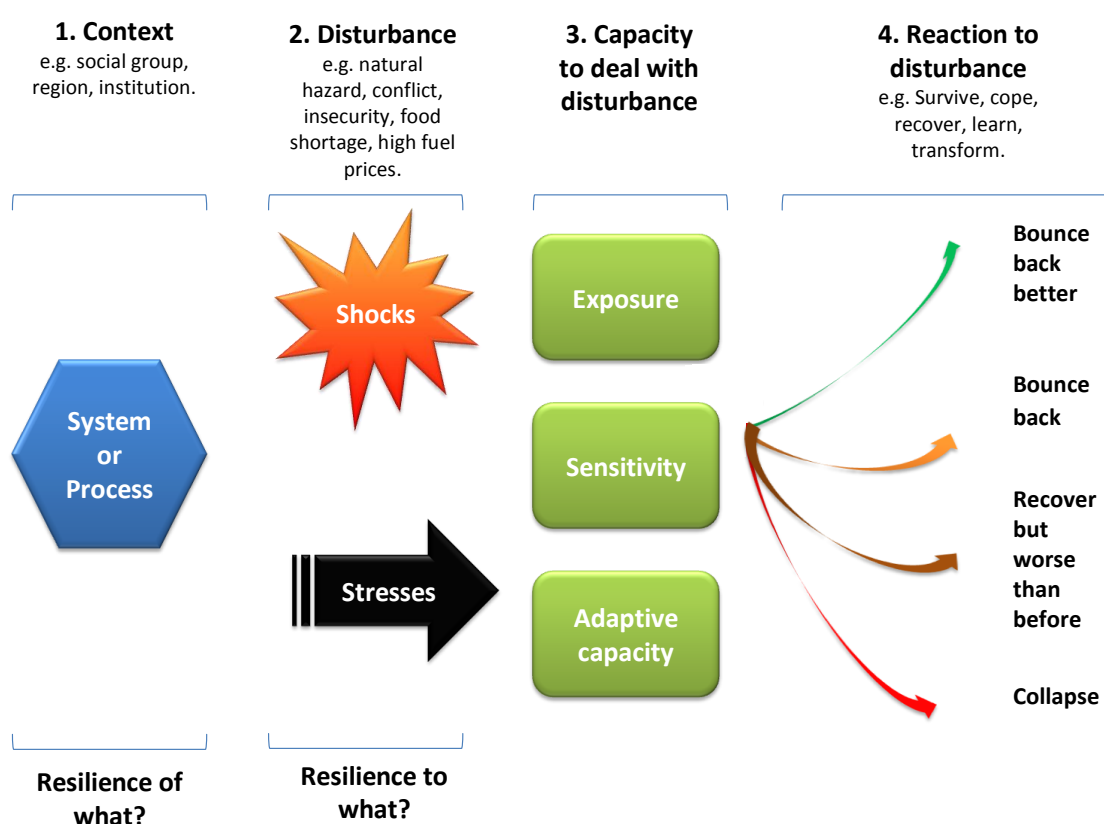 1. Context
e.g. social group,
region, institution.
2. Disturbance
e.g. natural
hazard, conflict,
insecurity, food
shortage, high fuel
prices.
3. Capacity
to deal with
disturbance
4. Reaction to
disturbance
e.g. Survive, cope,
recover, learn,
transform.
System
or
Process
Shocks
Stresses
Exposure
Sensitivity
Adaptive
capacity
Bounce
back
better
Bounce
back
Recover
but
worse
than
before
Collapse
Resilience of
what?
Resilience to
what?